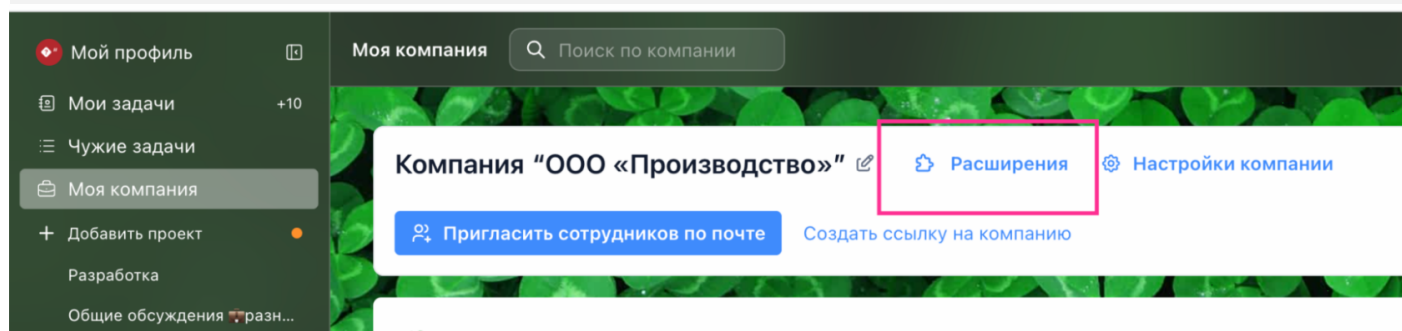 Мой профиль
Мои задачи +10
Чужие задачи
Моя компания
Добавить проект
Разработка
Общие обсуждения разн...
Моя компания Поиск по компании
Компания “ООО «Производство»” Расширения Настройки компании
Пригласить сотрудников по почте Создать ссылку на компанию